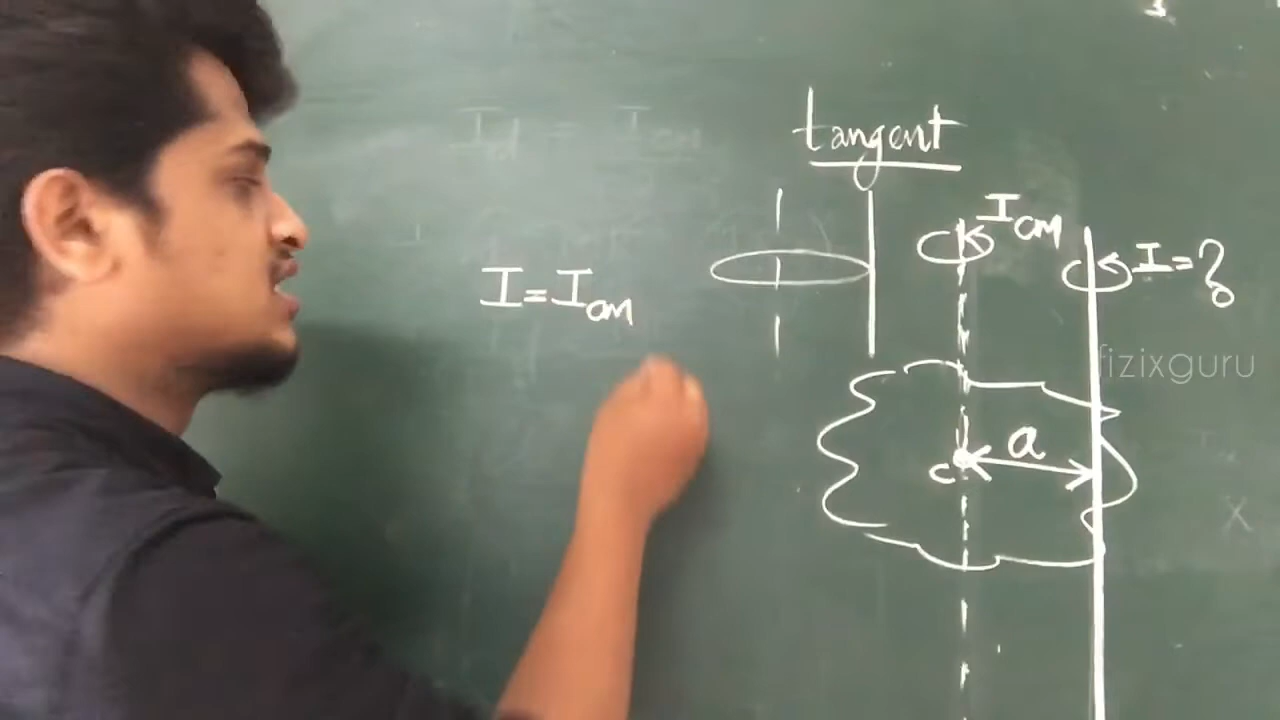 tangent
I_cm
I=?
I=I_cm
a
c
fizixguru